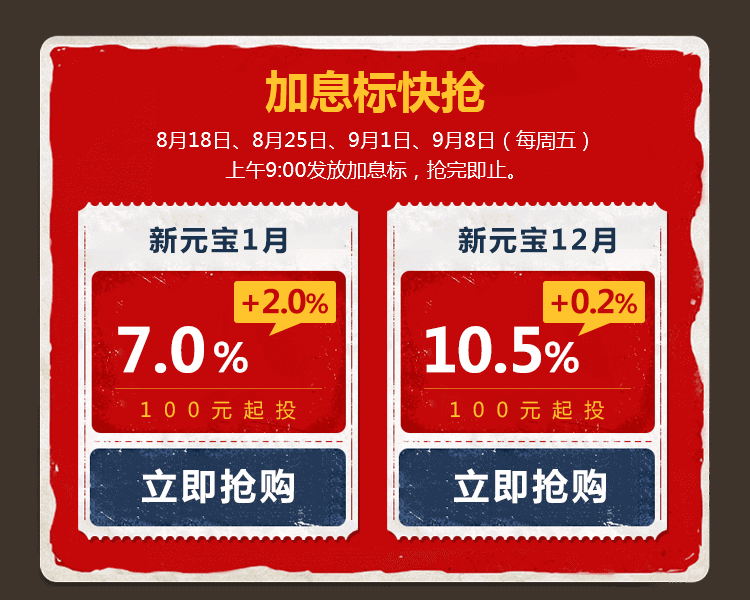 加息标快抢
8月18日、8月25日、9月1日、9月8日（每周五）
上午9:00发放加息标，抢完即止。
新元宝1月
+2.0%
7.0%
100元起投
立即抢购
新元宝12月
+0.2%
10.5%
100元起投
立即抢购